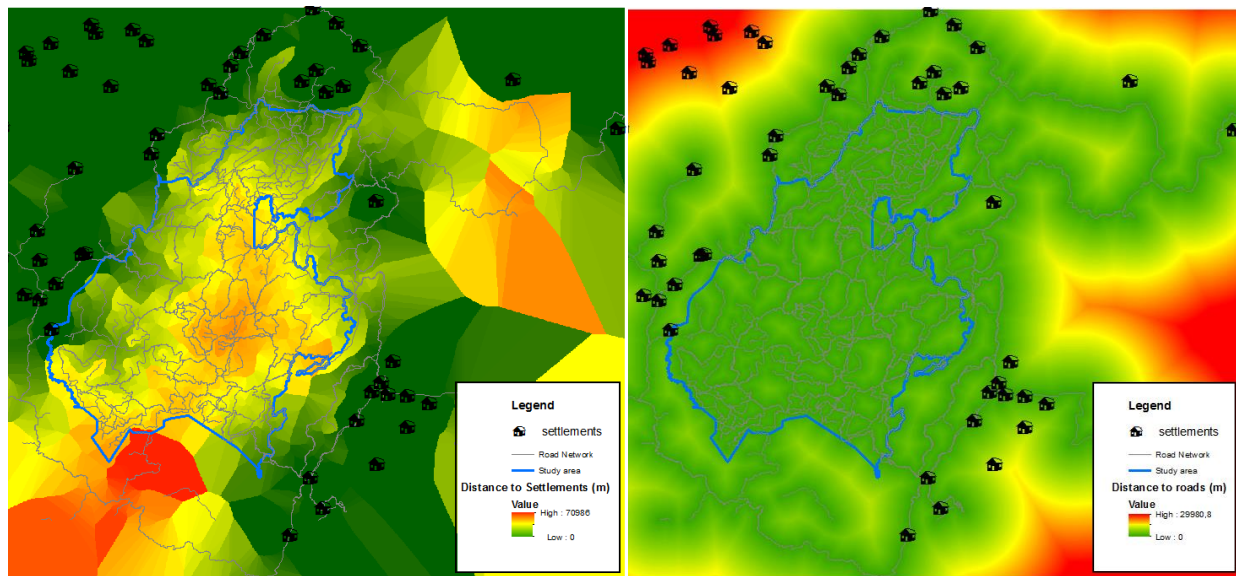 Legend
settlements
Road Network
Study area
Distance to Settlements (m)
Value
High : 70986
Low : 0
Legend
settlements
Road Network
Study area
Distance to roads (m)
Value
High : 29980,8
Low : 0